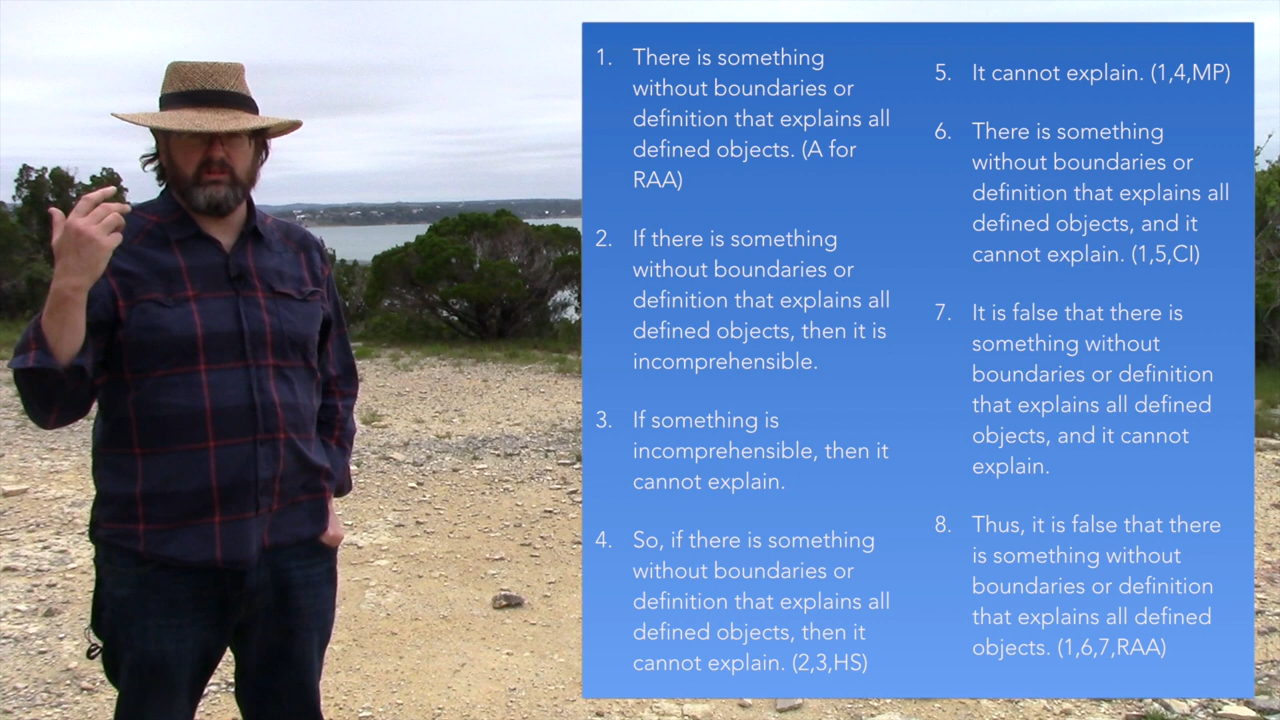 1. There is something
without boundaries or
definition that explains all
defined objects. (A for
RAA)
2. If there is something
without boundaries or
definition that explains all
defined objects, then it is
incomprehensible.
3. If something is
incomprehensible, then it
cannot explain.
4. So, if there is something
without boundaries or
definition that explains all
defined objects, then it
cannot explain. (2,3,HS)
5. It cannot explain. (1,4,MP)
6. There is something
without boundaries or
definition that explains all
defined objects, and it
cannot explain. (1,5,CI)
7. It is false that there is
something without
boundaries or definition
that explains all defined
objects, and it cannot
explain.
8. Thus, it is false that there
is something without
boundaries or definition
that explains all defined
objects. (1,6,7,RAA)